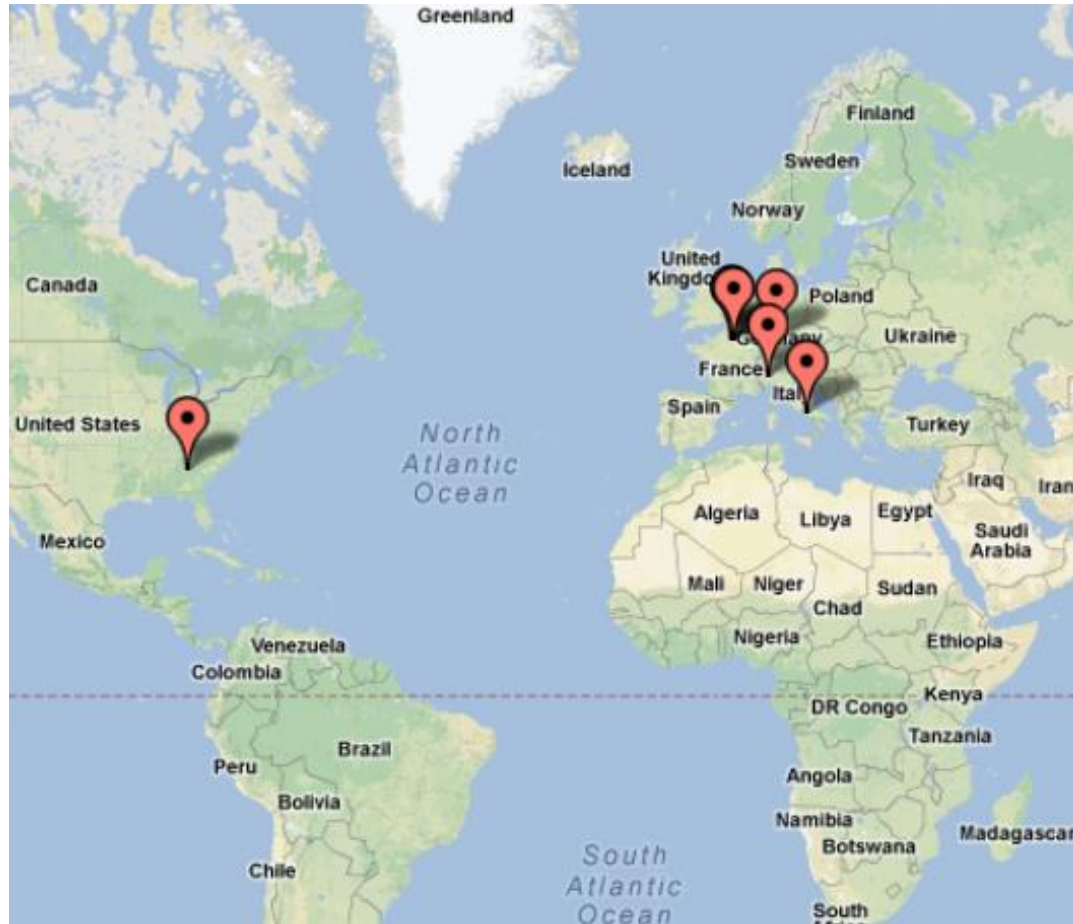 Greenland
Finland
Iceland
Sweden
Norway
United
Canada
Poland
Ukraine
France
United States
Spain
North
Turkey
Atlantic
Ocean
Iraq
Iran
Algeria
Libya
Egypt
Saudi
Arabia
Mexico
Mali
Niger
Sudan
Chad
Nigeria
Ethiopia
Venezuela
Colombia
Kenya
DR Congo
Tanzania
Brazil
Peru
Angola
Bolivia
Namibia
Madagascar
Botswana
South
Atlantic
Ocean
Chile
South